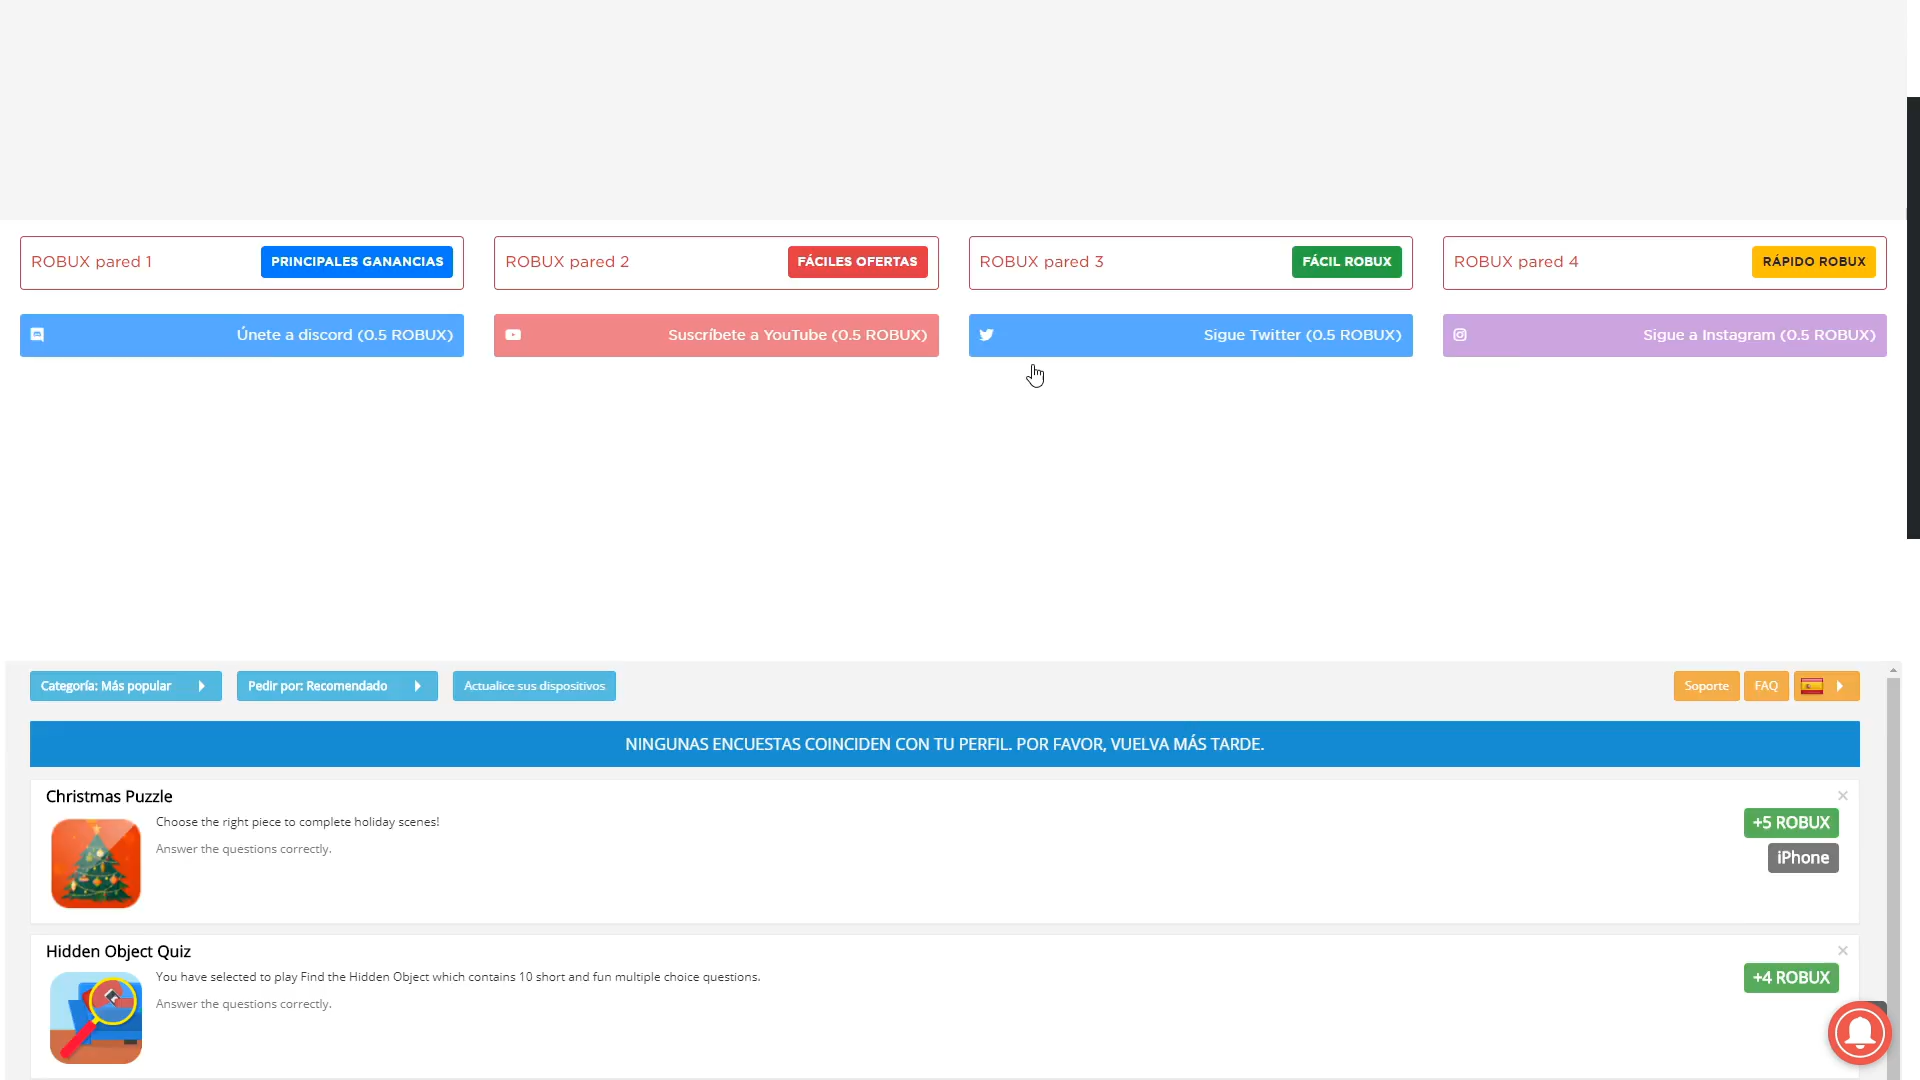 ROBUX pared 1
PRINCIPALES GANANCIAS
ROBUX pared 2
FÁCILES OFERTAS
ROBUX pared 3
FÁCIL ROBUX
ROBUX pared 4
RÁPIDO ROBUX
Únete a discord (0.5 ROBUX)
Suscríbete a YouTube (0.5 ROBUX)
Sigue Twitter (0.5 ROBUX)
Sigue a Instagram (0.5 ROBUX)
Categoría: Más popular
Pedir por: Recomendado
Actualice sus dispositivos
Soporte
FAQ
NINGUNAS ENCUESTAS COINCIDEN CON TU PERFIL. POR FAVOR, VUELVA MÁS TARDE.
Christmas Puzzle
Choose the right piece to complete holiday scenes!
Answer the questions correctly.
+5 ROBUX
iPhone
Hidden Object Quiz
You have selected to play Find the Hidden Object which contains 10 short and fun multiple choice questions.
Answer the questions correctly.
+4 ROBUX